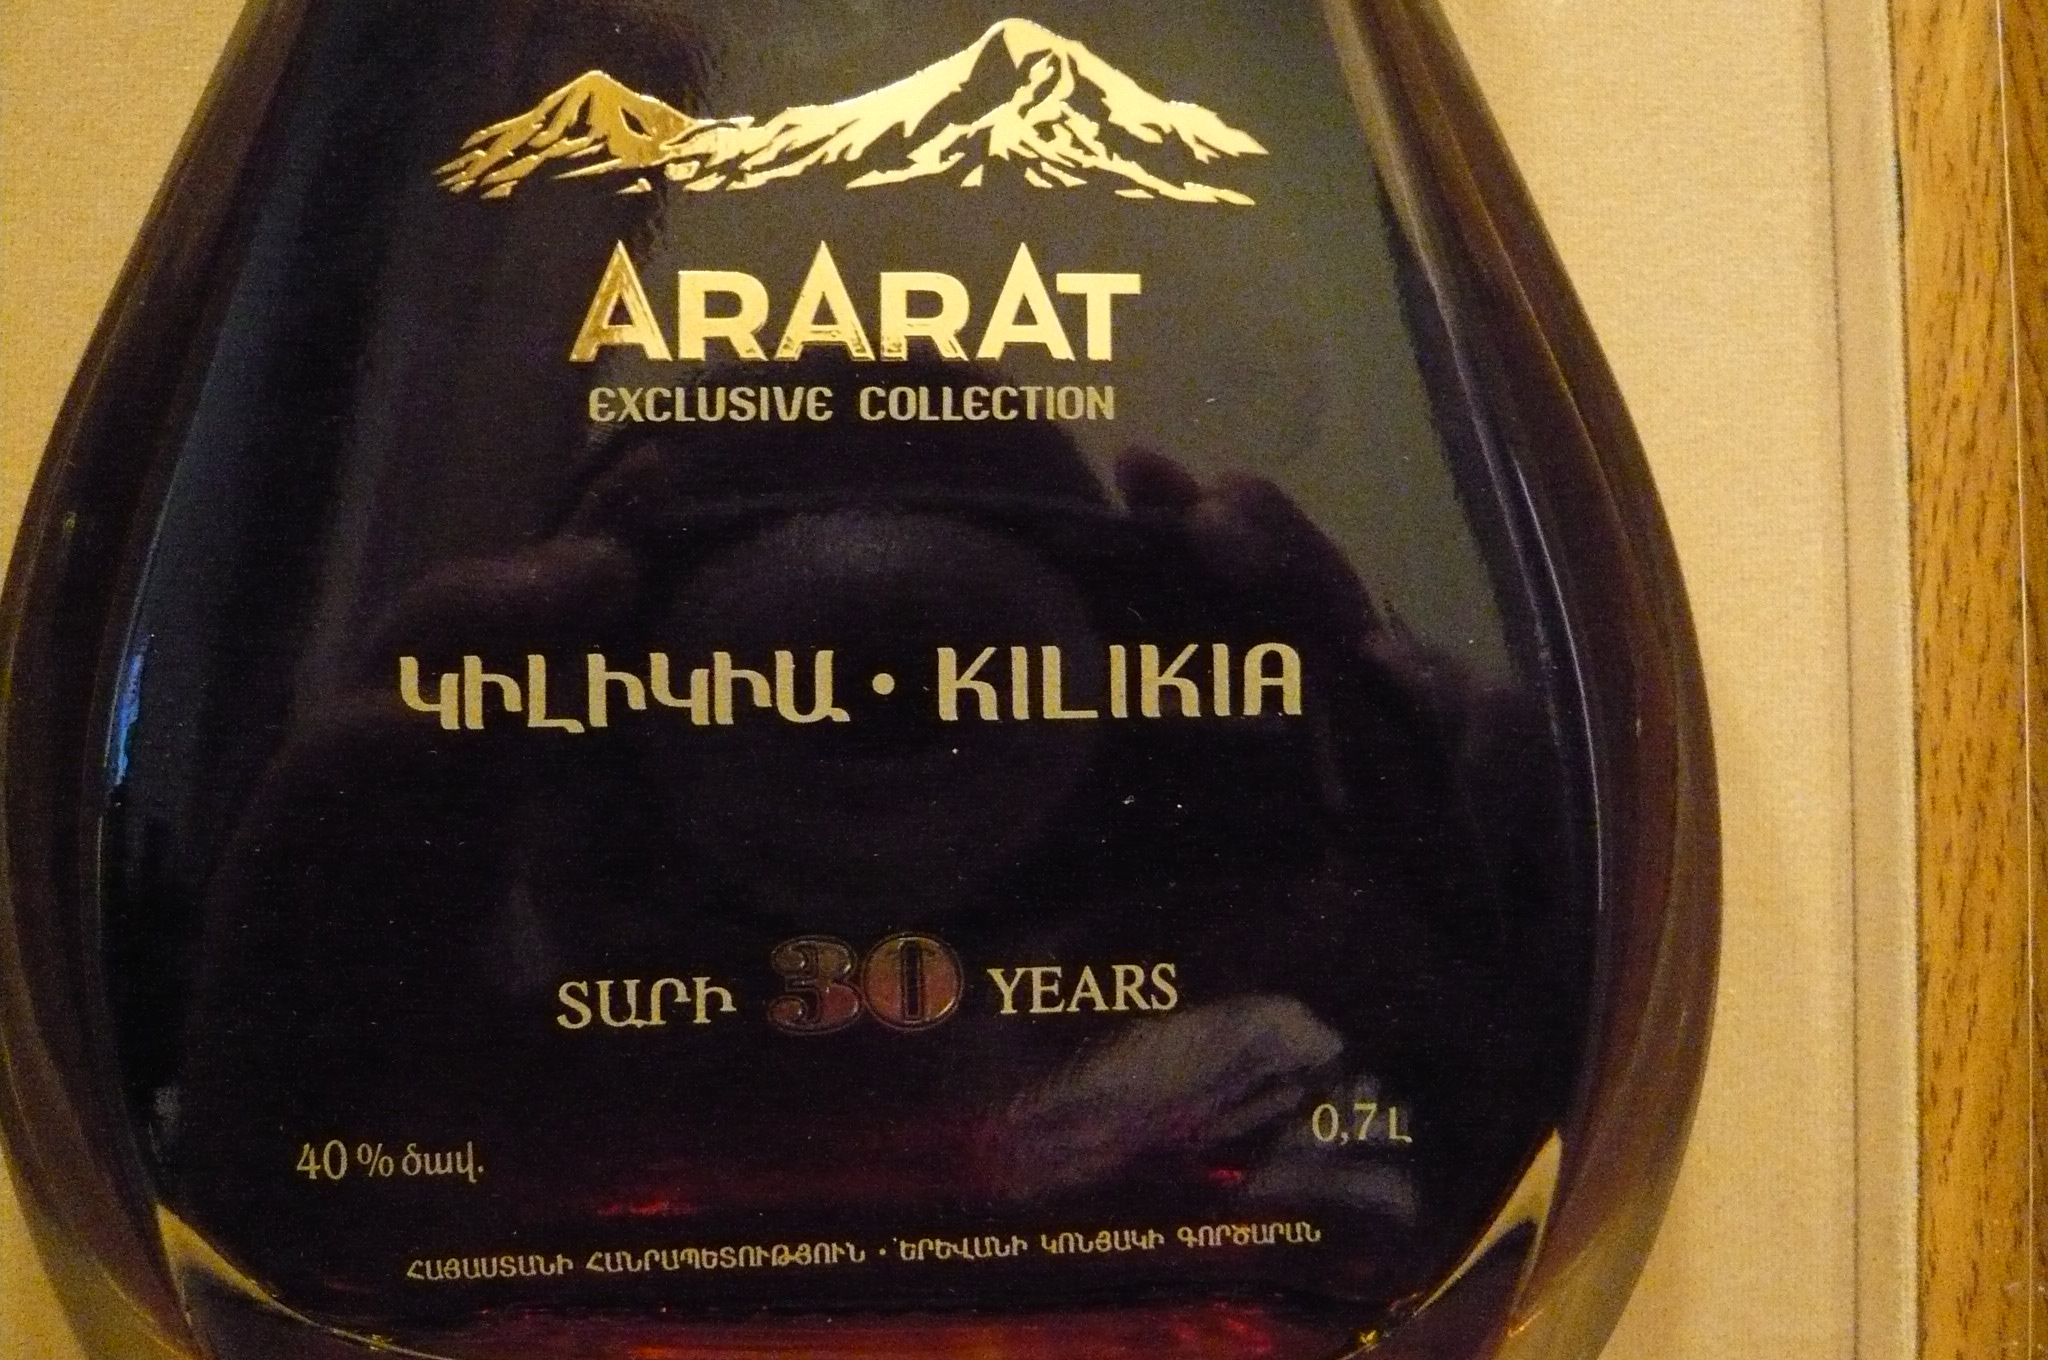 ARARAT
EXCLUSIVE COLLECTION
ԿԻԼԻԿԻԱ • KILIKIA
ՏԱՐԻ 30 YEARS
40 % ծավ.
0,7 Լ
ՀԱՅԱՍՏԱՆԻ ՀԱՆՐԱՊԵՏՈՒԹՅՈՒՆ • ԵՐԵՎԱՆԻ ԿՈՆՅԱԿԻ ԳՈՐԾԱՐԱՆ